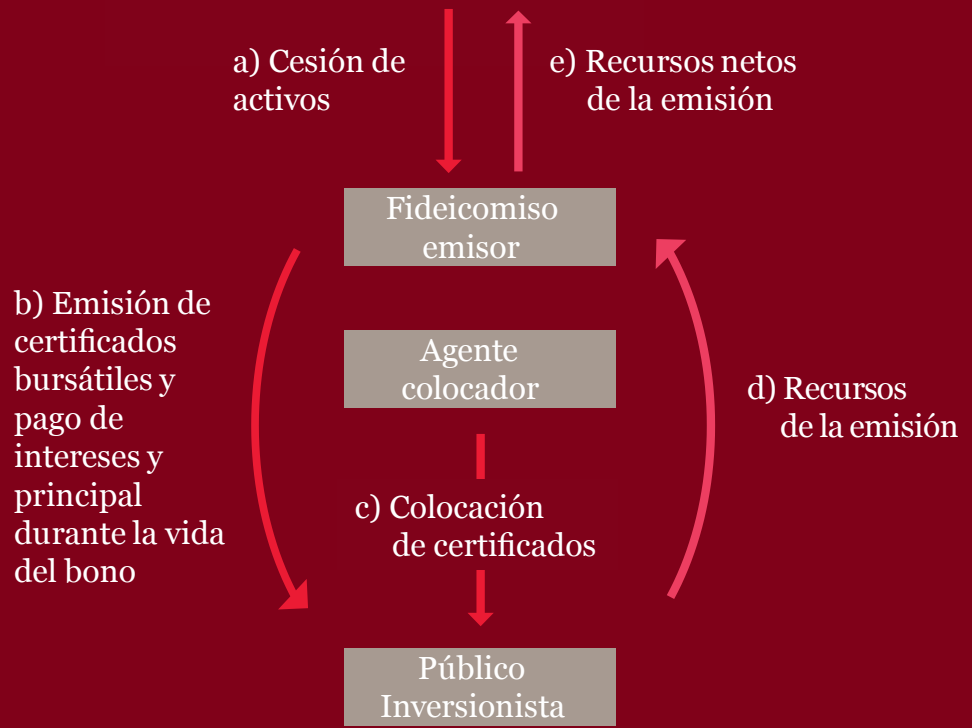 a) Cesión de
activos
e) Recursos netos
de la emisión
Fideicomiso
emisor
b) Emisión de
certificados
bursátiles y
pago de
intereses y
principal
durante la vida
del bono
Agente
colocador
d) Recursos
de la emisión
c) Colocación
de certificados
Público
Inversionista